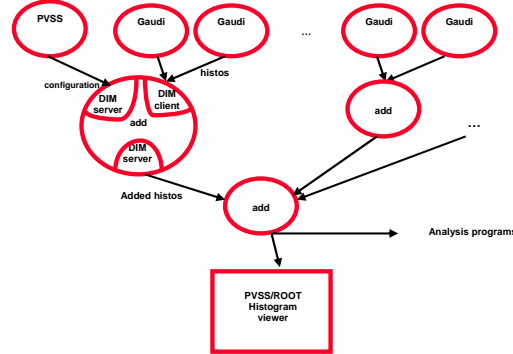 PVSS
Gaudi
Gaudi
...
Gaudi
Gaudi
histos
configuration
DIM
server
DIM
client
add
add
DIM
server
...
Added histos
add
Analysis programs
PVSS/ROOT
Histogram
viewer